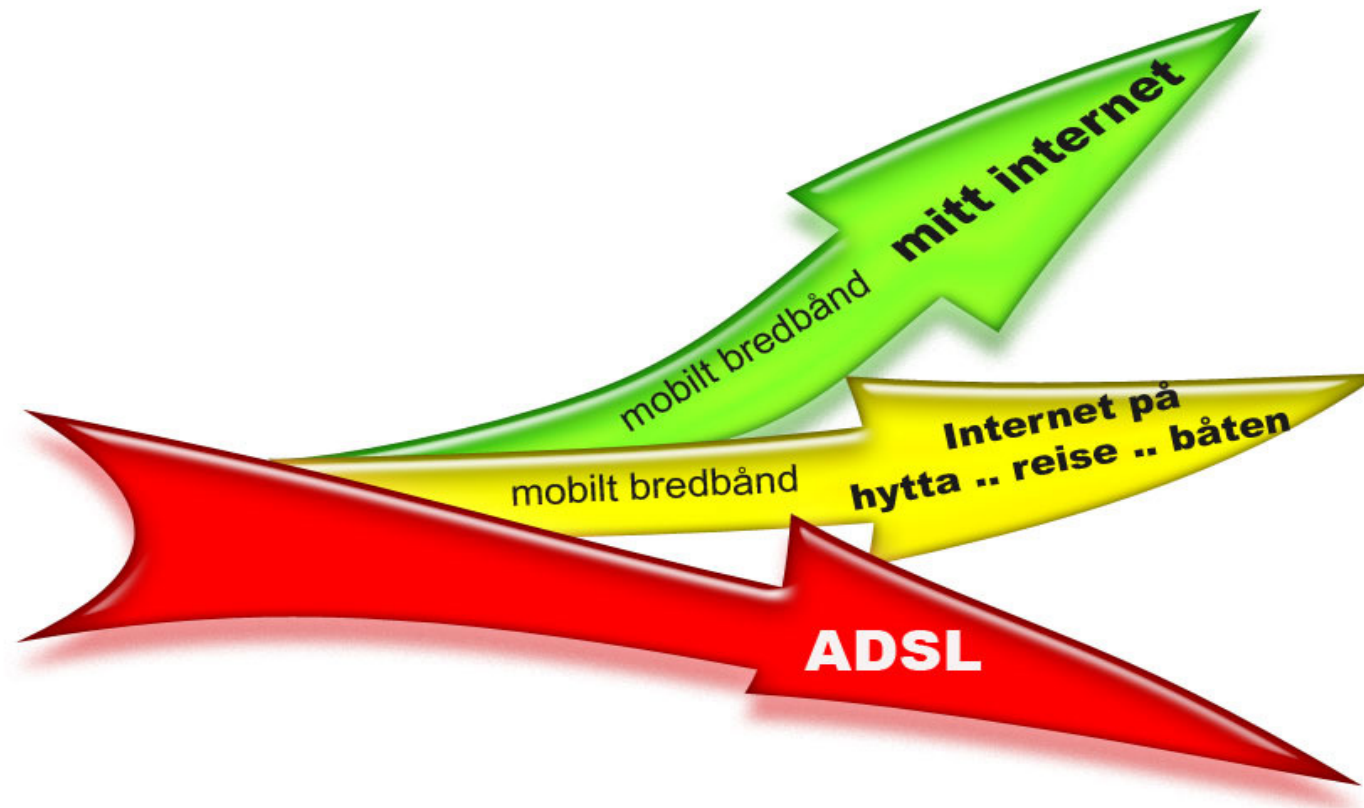 mitt internet
mobilt bredbånd
Internet på
hytta .. reise .. båten
mobilt bredbånd
ADSL